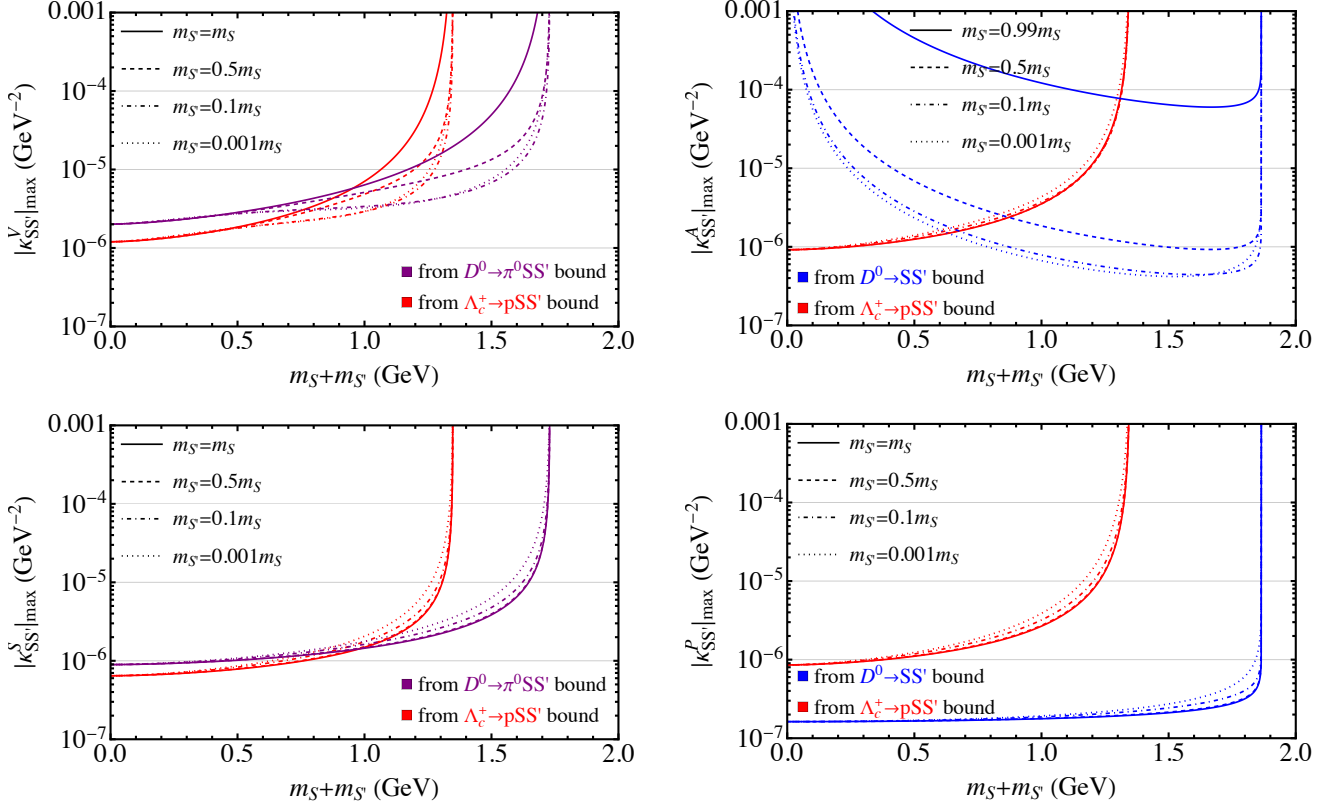 0.001
10⁻⁴
10⁻⁵
10⁻⁶
10⁻⁷
|κ^V_SS'|max (GeV⁻²)
m_S'=m_S
m_S'=0.5m_S
m_S'=0.1m_S
m_S'=0.001m_S
from D⁰→π⁰SS' bound
from Λ_c⁺→pSS' bound
0.0 0.5 1.0 1.5 2.0
m_S+m_S' (GeV)
0.001
10⁻⁴
10⁻⁵
10⁻⁶
10⁻⁷
|κ^A_SS'|max (GeV⁻²)
m_S'=0.99m_S
m_S'=0.5m_S
m_S'=0.1m_S
m_S'=0.001m_S
from D⁰→SS' bound
from Λ_c⁺→pSS' bound
0.0 0.5 1.0 1.5 2.0
m_S+m_S' (GeV)
0.001
10⁻⁴
10⁻⁵
10⁻⁶
10⁻⁷
|κ^S_SS'|max (GeV⁻²)
m_S'=m_S
m_S'=0.5m_S
m_S'=0.1m_S
m_S'=0.001m_S
from D⁰→π⁰SS' bound
from Λ_c⁺→pSS' bound
0.0 0.5 1.0 1.5 2.0
m_S+m_S' (GeV)
0.001
10⁻⁴
10⁻⁵
10⁻⁶
10⁻⁷
|κ^P_SS'|max (GeV⁻²)
m_S'=m_S
m_S'=0.5m_S
m_S'=0.1m_S
m_S'=0.001m_S
from D⁰→SS' bound
from Λ_c⁺→pSS' bound
0.0 0.5 1.0 1.5 2.0
m_S+m_S' (GeV)